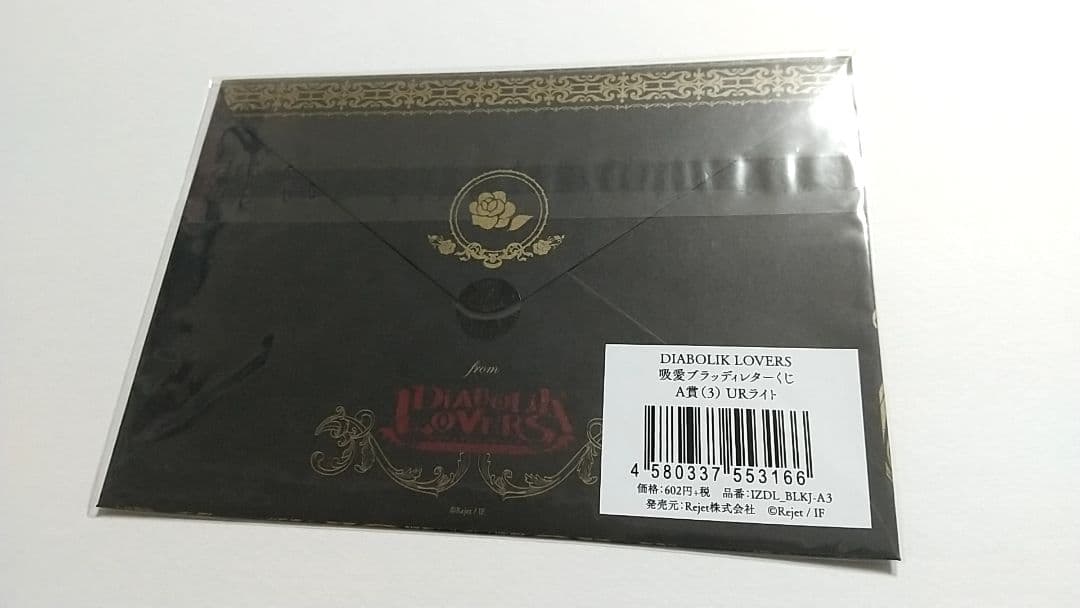 from
DIABOLIK
LOVERS
©Rejet / IF
DIABOLIK LOVERS
吸愛ブラッディレターくじ
A賞(3) URライト
4 580337 553166
価格:602円+税 品番:IZDL_BLKJ-A3
発売元:Rejet株式会社 ©Rejet / IF